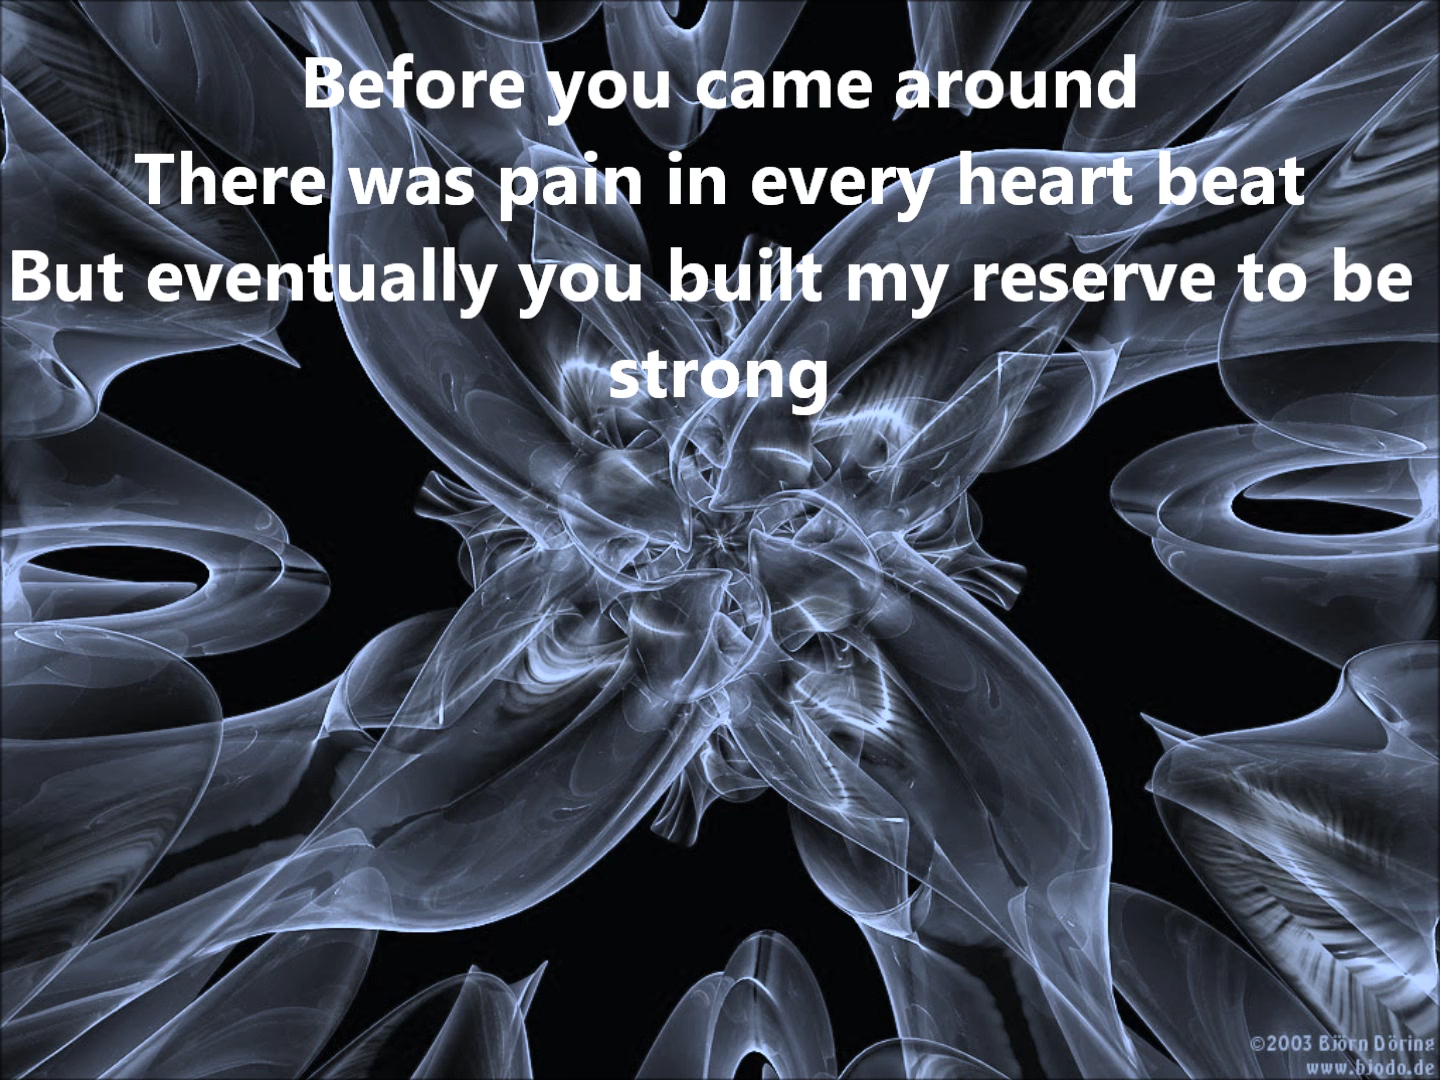 Before you came around
There was pain in every heart beat
But eventually you built my reserve to be
strong
©2003 Björn Döring
www.bjodo.de